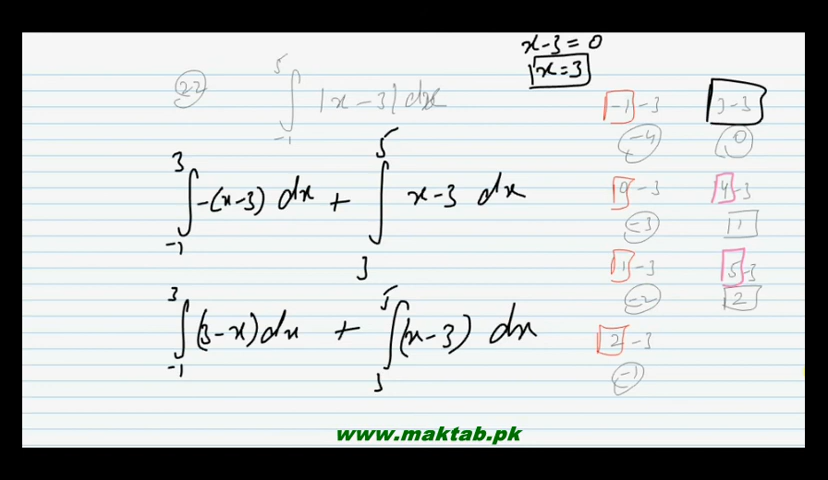 x-3=0
x=3
22 ∫_{-1}^{5} |x-3| dx
-1-3 3-3
-4 0
∫_{-1}^{3} -(x-3) dx + ∫_{3}^{5} x-3 dx
0-3 4-3
-3 1
1-3 5-3
-2 2
∫_{-1}^{3} (3-x) dx + ∫_{3}^{5} (x-3) dx
2-3
-1
www.maktab.pk